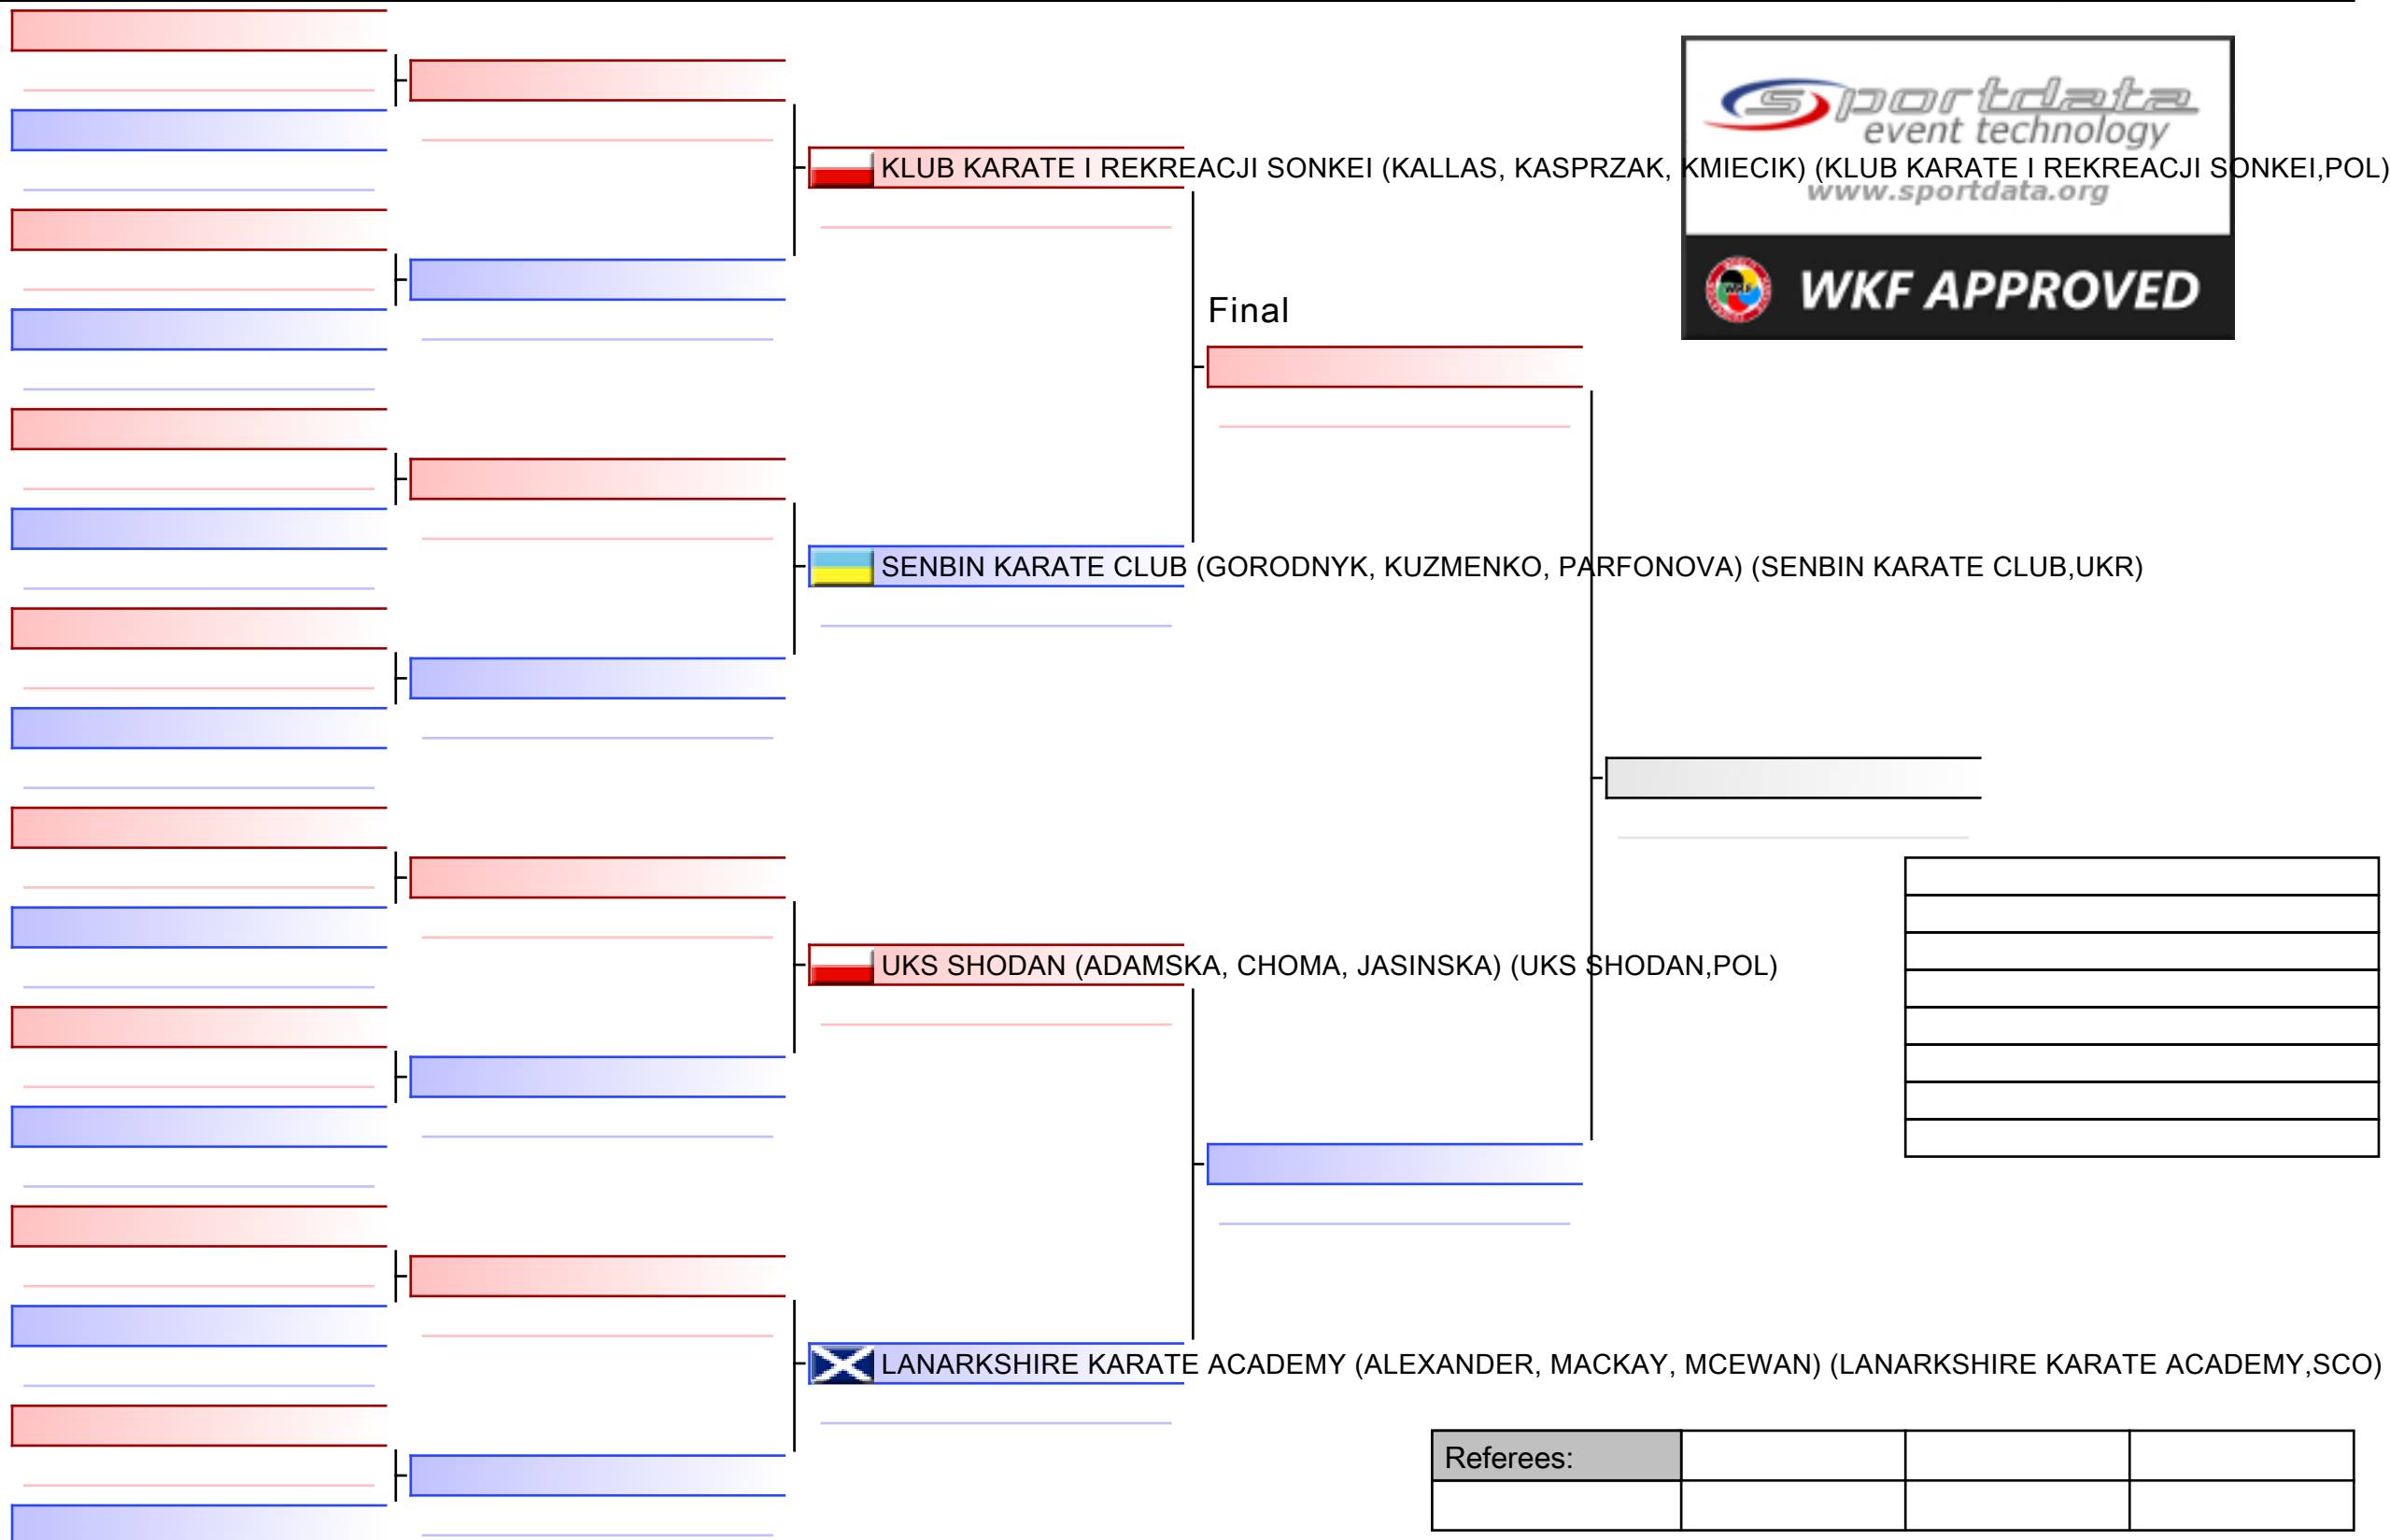 sportdata
event technology
KLUB KARATE I REKREACJI SONKEI (KALLAS, KASPRZAK, KMIECIK) (KLUB KARATE I REKREACJI SONKEI,POL)
www.sportdata.org
WKF APPROVED
Final
SENBIN KARATE CLUB (GORODNYK, KUZMENKO, PARFONOVA) (SENBIN KARATE CLUB,UKR)
UKS SHODAN (ADAMSKA, CHOMA, JASINSKA) (UKS SHODAN,POL)
LANARKSHIRE KARATE ACADEMY (ALEXANDER, MACKAY, MCEWAN) (LANARKSHIRE KARATE ACADEMY,SCO)
Referees: